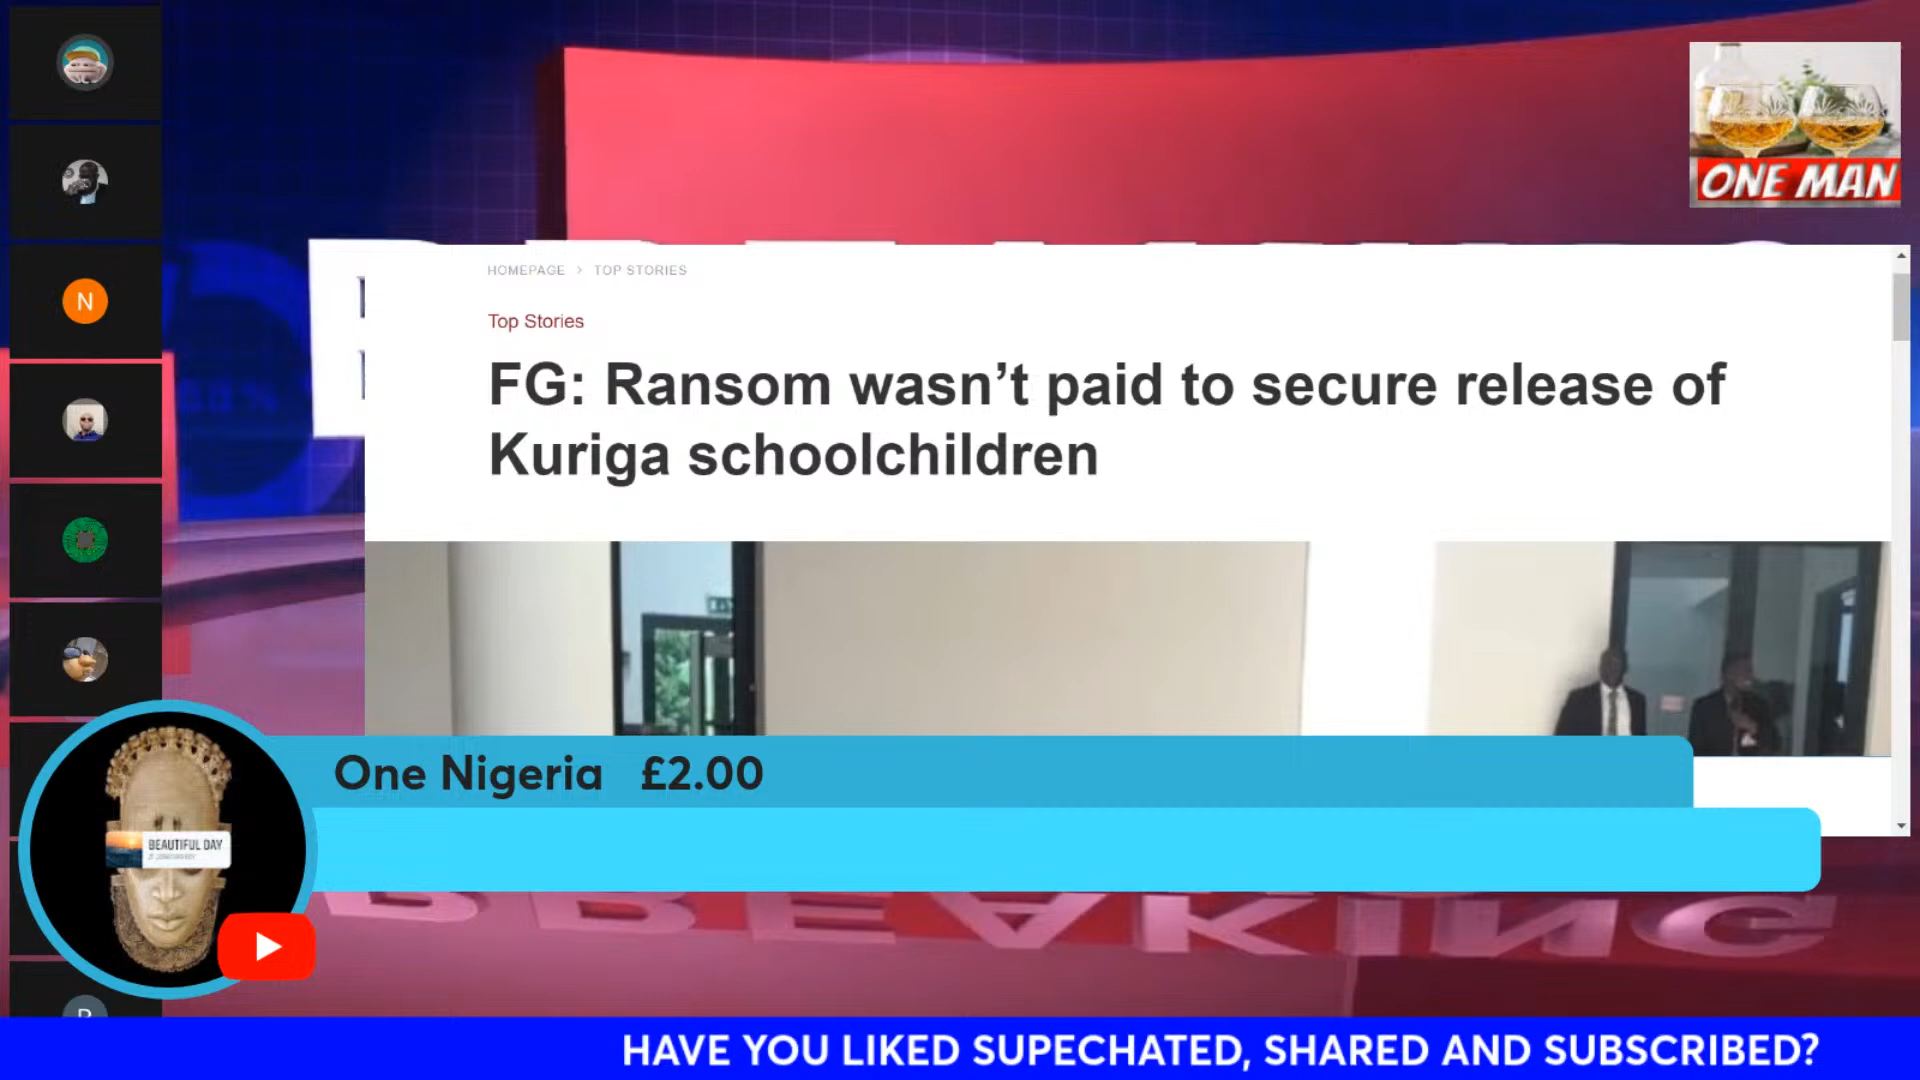 ONE MAN
HOMEPAGE > TOP STORIES
Top Stories
FG: Ransom wasn’t paid to secure release of
Kuriga schoolchildren
N
One Nigeria £2.00
BEAUTIFUL DAY
BREAKING
HAVE YOU LIKED SUPECHATED, SHARED AND SUBSCRIBED?